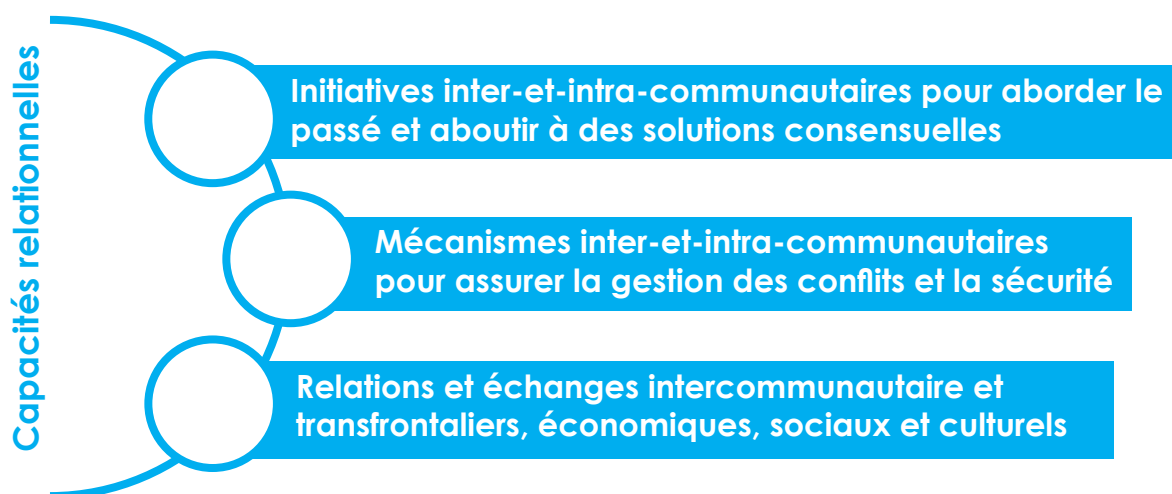 Capacités relationnelles
Initiatives inter-et-intra-communautaires pour aborder le
passé et aboutir à des solutions consensuelles
Mécanismes inter-et-intra-communautaires
pour assurer la gestion des conflits et la sécurité
Relations et échanges intercommunautaire et
transfrontaliers, économiques, sociaux et culturels